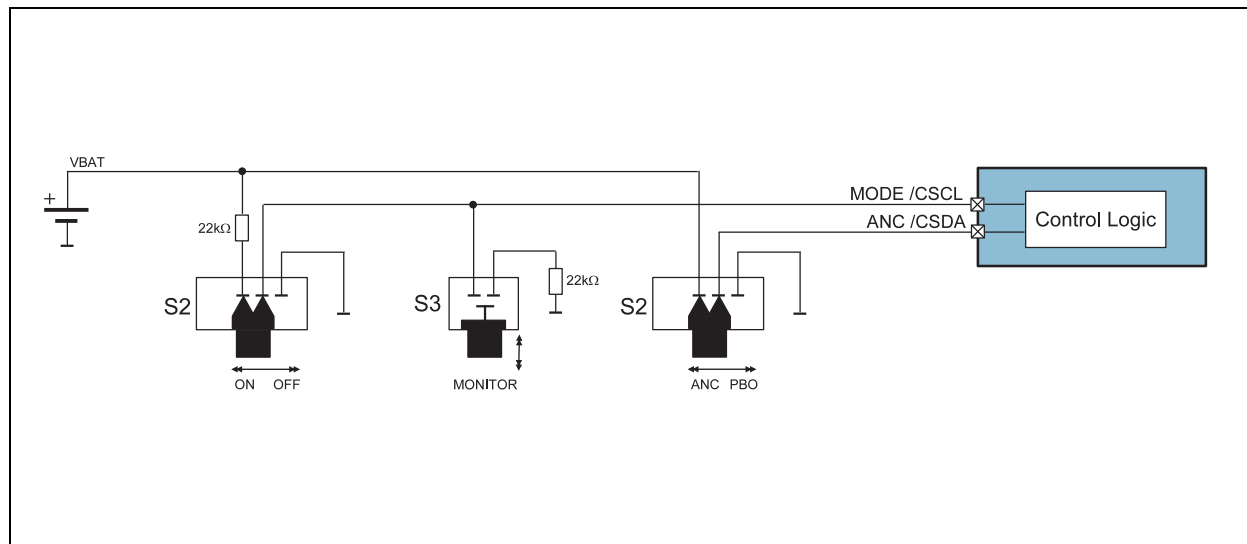 VBAT
+
MODE /CSCL
ANC /CSDA
Control Logic
22kΩ
22kΩ
S2
S3
S2
ON OFF
MONITOR
ANC PBO